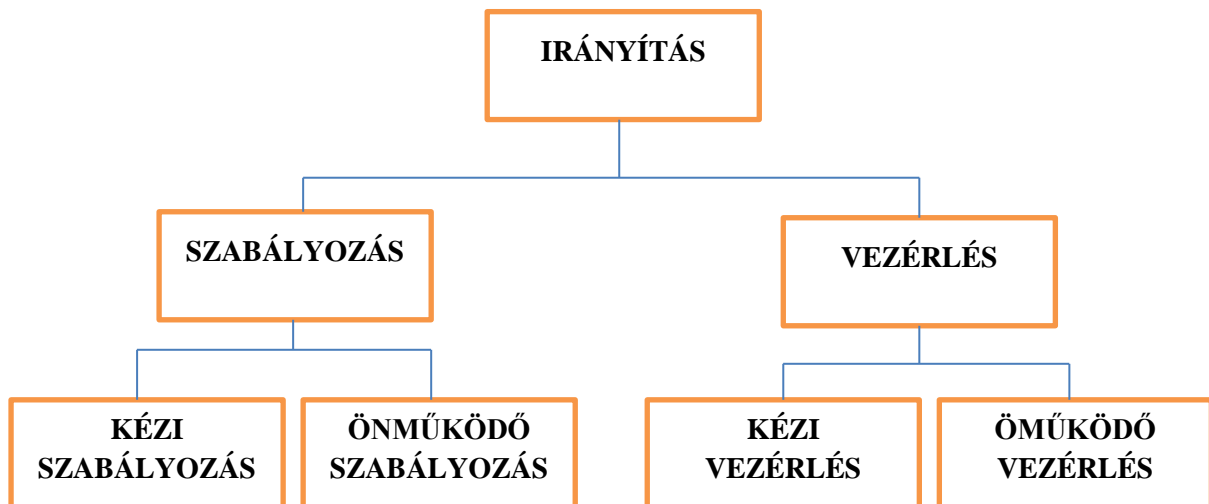 IRÁNYÍTÁS
SZABÁLYOZÁS
VEZÉRLÉS
KÉZI
SZABÁLYOZÁS
ÖNMŰKÖDŐ
SZABÁLYOZÁS
KÉZI
VEZÉRLÉS
ÖMŰKÖDŐ
VEZÉRLÉS